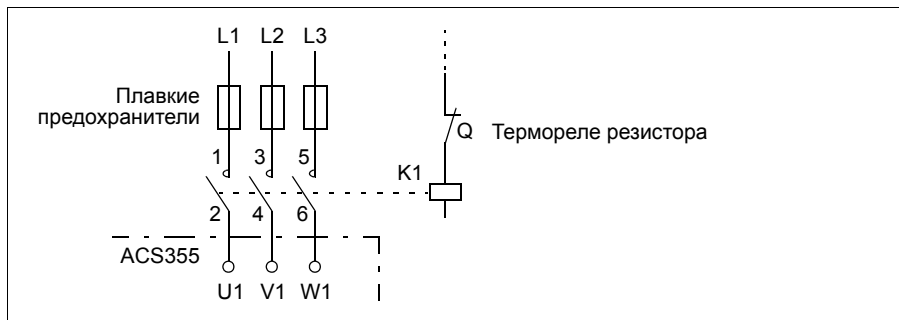 L1 L2 L3
Плавкие
предохранители
Q Термореле резистора
1 3 5
K1
2 4 6
ACS355
U1 V1 W1